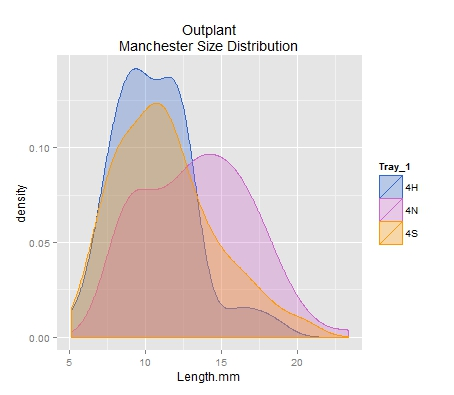 Outplant
Manchester Size Distribution
density
0.10
0.05
0.00
5
10
15
20
Length.mm
Tray_1
4H
4N
4S